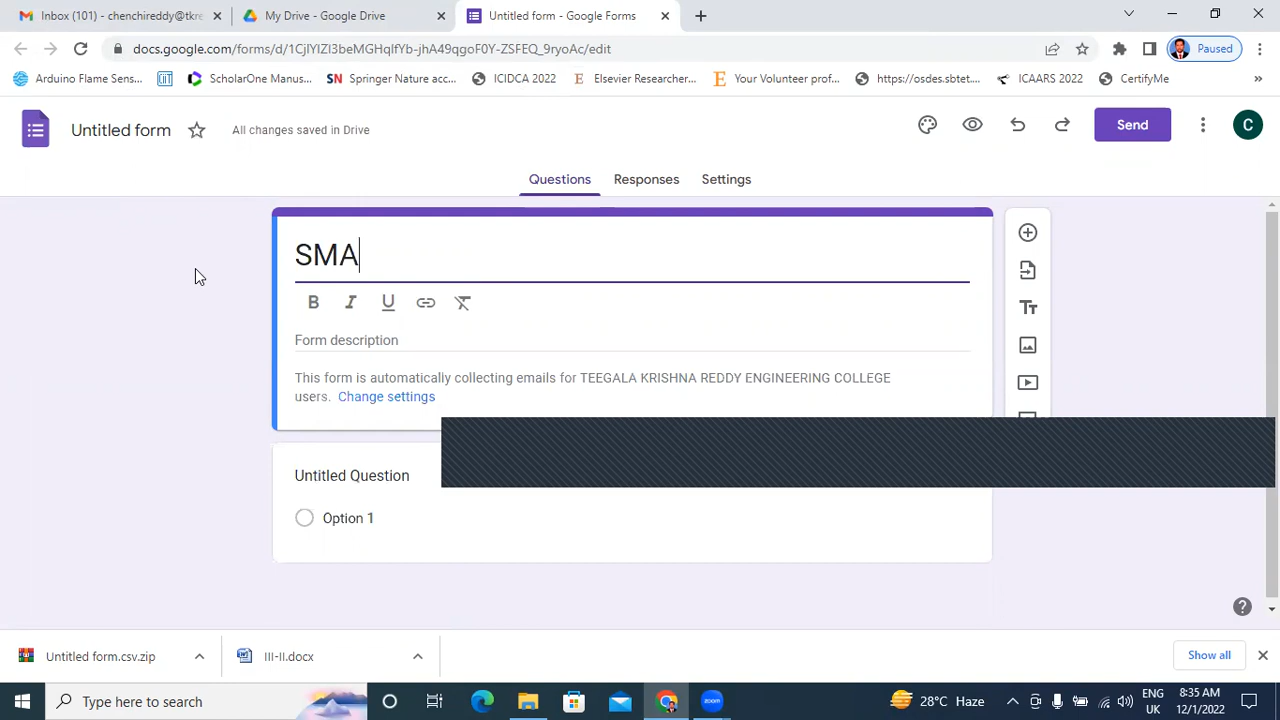 Inbox (101) - chenchireddy@tkr
My Drive - Google Drive
Untitled form - Google Forms
docs.google.com/forms/d/1CjIYIZI3beMGHqIfYb-jhA49qgoF0Y-ZSFEQ_9ryoAc/edit
Paused
Arduino Flame Sens...
ScholarOne Manus...
SN Springer Nature acc...
ICIDCA 2022
E Elsevier Researcher...
E Your Volunteer prof...
https://osdes.sbtet....
ICAARS 2022
CertifyMe
»
Untitled form
All changes saved in Drive
Send
C
Questions
Responses
Settings
SMA
B I U
Form description
This form is automatically collecting emails for TEEGALA KRISHNA REDDY ENGINEERING COLLEGE
users. Change settings
Tт
Untitled Question
Option 1
Untitled form.csv.zip
III-II.docx
Show all
Type here to search
zoom
28°C Haze
ENG
UK
8:35 AM
12/1/2022